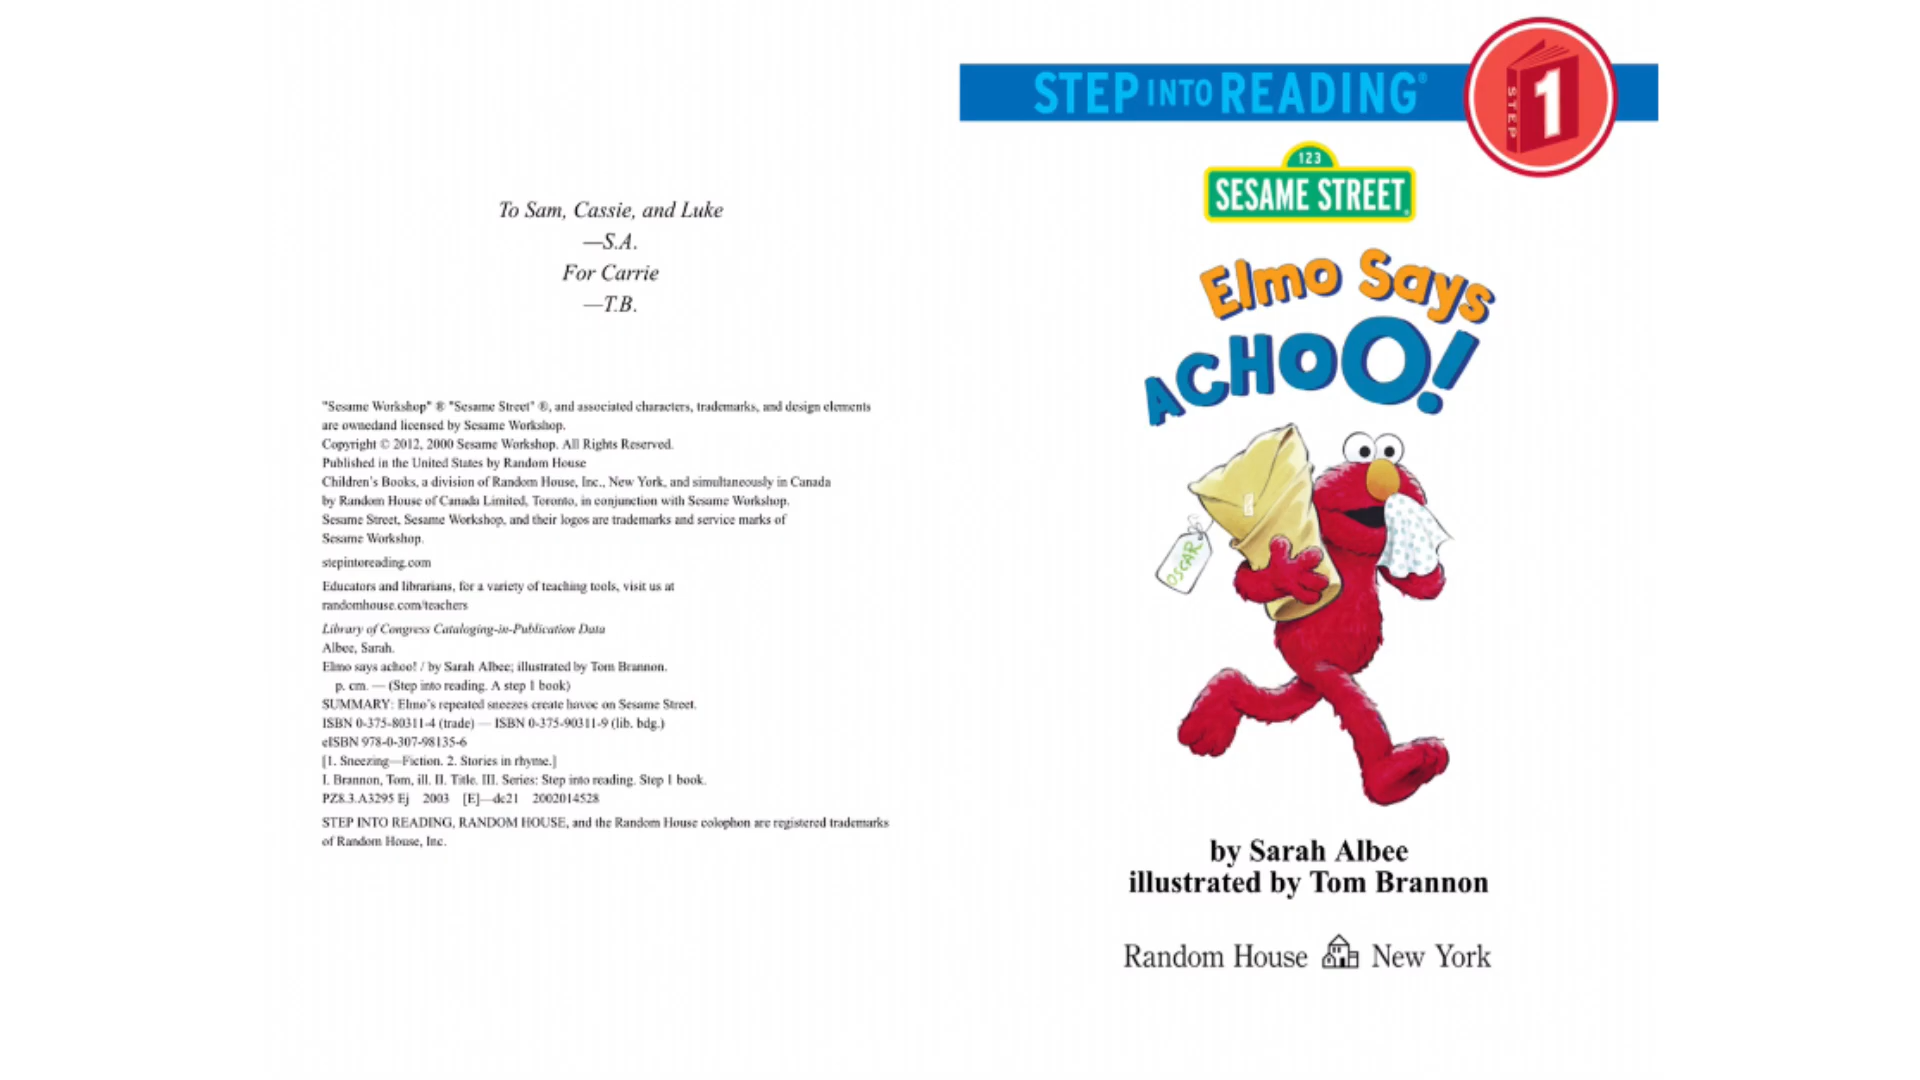 To Sam, Cassie, and Luke
—S.A.
For Carrie
—T.B.
"Sesame Workshop" ® "Sesame Street" ®, and associated characters, trademarks, and design elements
are ownedand licensed by Sesame Workshop.
Copyright © 2012, 2000 Sesame Workshop. All Rights Reserved.
Published in the United States by Random House
Children's Books, a division of Random House, Inc., New York, and simultaneously in Canada
by Random House of Canada Limited, Toronto, in conjunction with Sesame Workshop.
Sesame Street, Sesame Workshop, and their logos are trademarks and service marks of
Sesame Workshop.
stepintoreading.com
Educators and librarians, for a variety of teaching tools, visit us at
randomhouse.com/teachers
Library of Congress Cataloging-in-Publication Data
Albee, Sarah.
Elmo says achoo! / by Sarah Albee; illustrated by Tom Brannon.
p. cm. — (Step into reading. A step 1 book)
SUMMARY: Elmo's repeated sneezes create havoc on Sesame Street.
ISBN 0-375-80311-4 (trade) — ISBN 0-375-90311-9 (lib. bdg.)
eISBN 978-0-307-98135-6
[1. Sneezing—Fiction. 2. Stories in rhyme.]
I. Brannon, Tom, ill. II. Title. III. Series: Step into reading. Step 1 book.
PZ8.3.A3295 Ej 2003 [E]—dc21 2002014528
STEP INTO READING, RANDOM HOUSE, and the Random House colophon are registered trademarks
of Random House, Inc.
STEP INTO READING®
STEP 1
123
SESAME STREET®
Elmo Says
ACHOO!
OSCAR
by Sarah Albee
illustrated by Tom Brannon
Random House New York